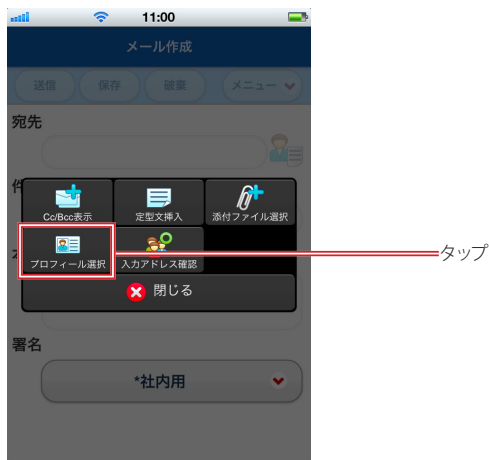 11:00
メール作成
送信 保存 破棄 メニュー
宛先
件
Cc/Bcc表示 定型文挿入 添付ファイル選択
プロフィール選択 入力アドレス確認
タップ
閉じる
署名
*社内用